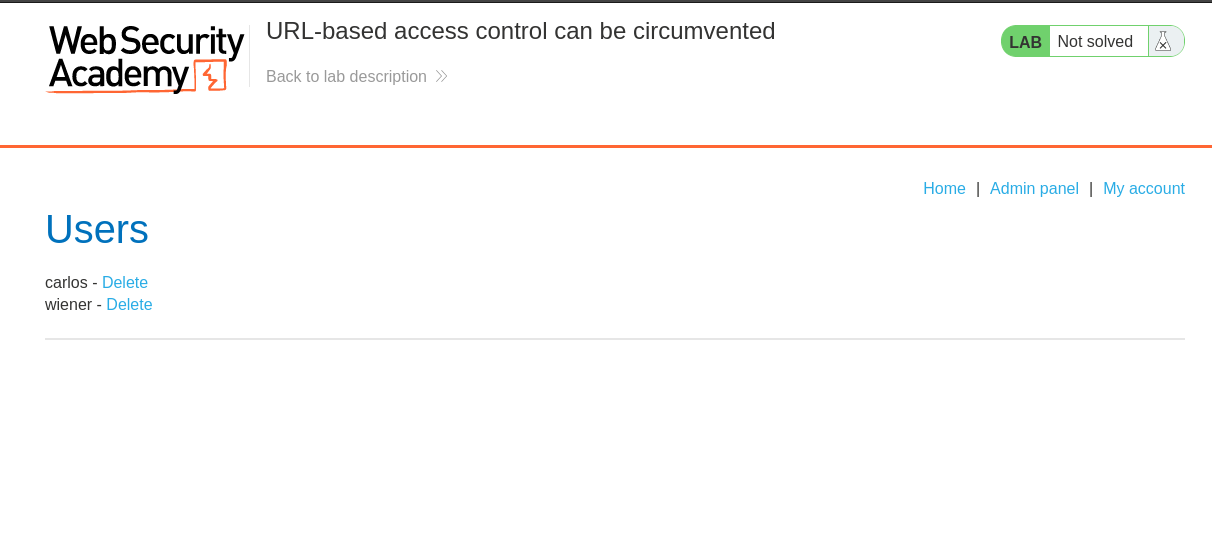 Web Security
Academy
URL-based access control can be circumvented
Back to lab description
LAB Not solved
Home | Admin panel | My account
Users
carlos - Delete
wiener - Delete